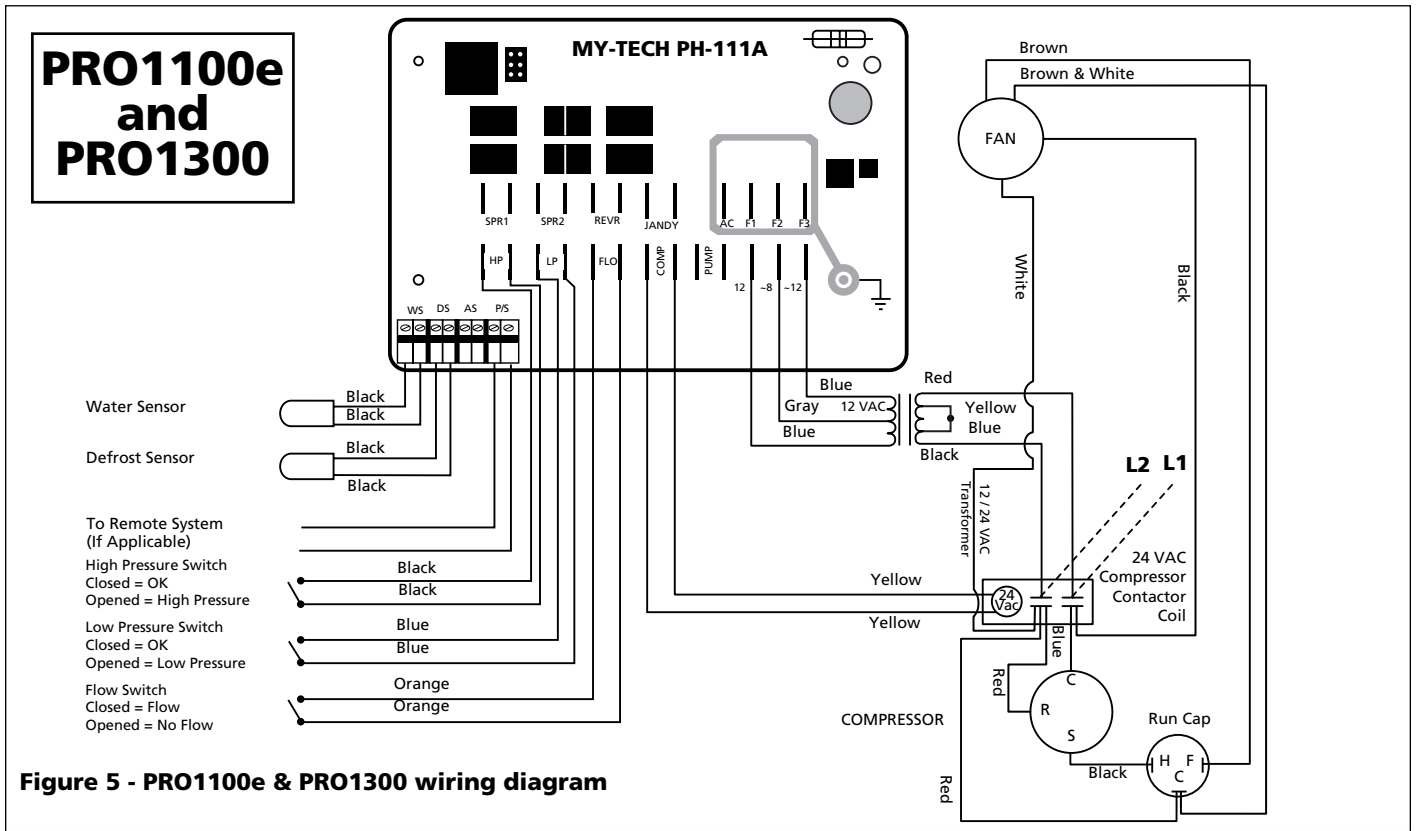 PRO1100e
and
PRO1300
MY-TECH PH-111A
SPR1
SPR2
REVR
JANDY
AC
F1
F2
F3
HP
LP
FLO
COMP
PUMP
12
~8
~12
WS
DS
AS
P/S
Brown
Brown & White
FAN
White
Black
Water Sensor
Black
Black
Defrost Sensor
Black
Black
Blue
Gray
12 VAC
Blue
Red
Yellow
Blue
Black
12 / 24 VAC
Transformer
L2
L1
To Remote System
(If Applicable)
High Pressure Switch
Closed = OK
Opened = High Pressure
Black
Black
Low Pressure Switch
Closed = OK
Opened = Low Pressure
Blue
Blue
Flow Switch
Closed = Flow
Opened = No Flow
Orange
Orange
Yellow
Yellow
24
Vac
24 VAC
Compressor
Contactor
Coil
Blue
Red
C
R
S
COMPRESSOR
Run Cap
H
F
C
Black
Red
Figure 5 - PRO1100e & PRO1300 wiring diagram